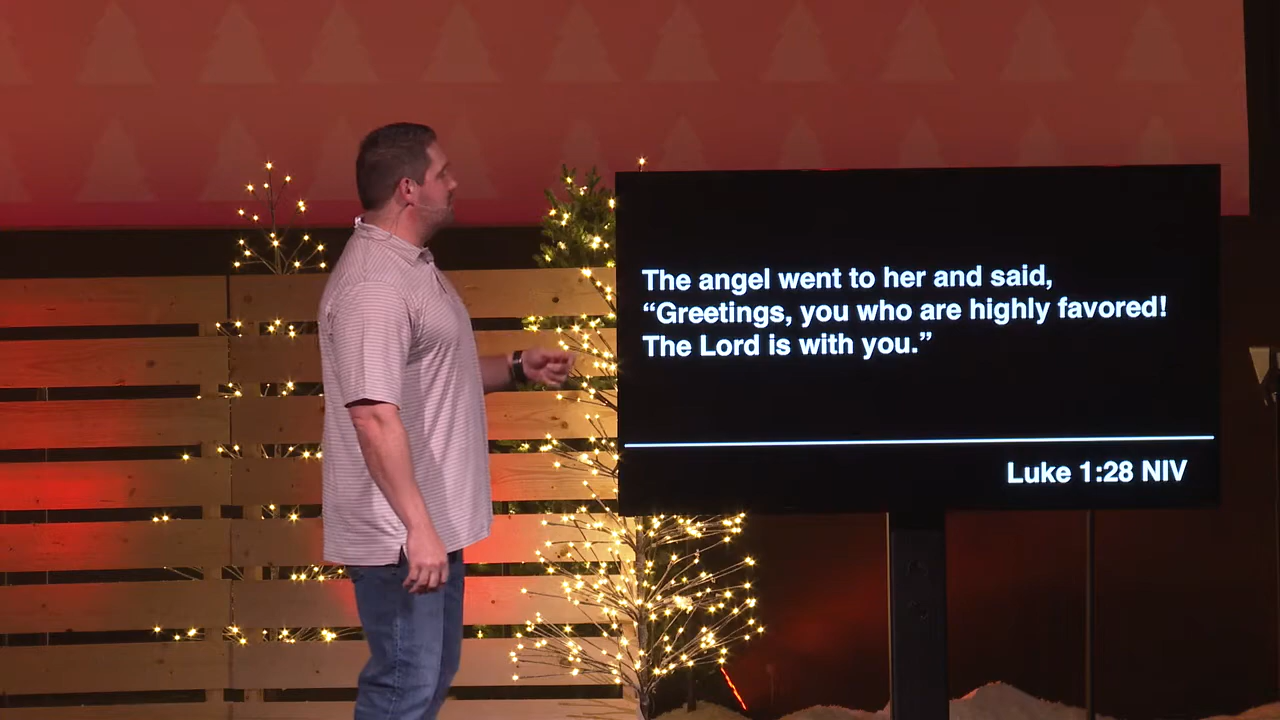 The angel went to her and said,
“Greetings, you who are highly favored!
The Lord is with you.”
Luke 1:28 NIV